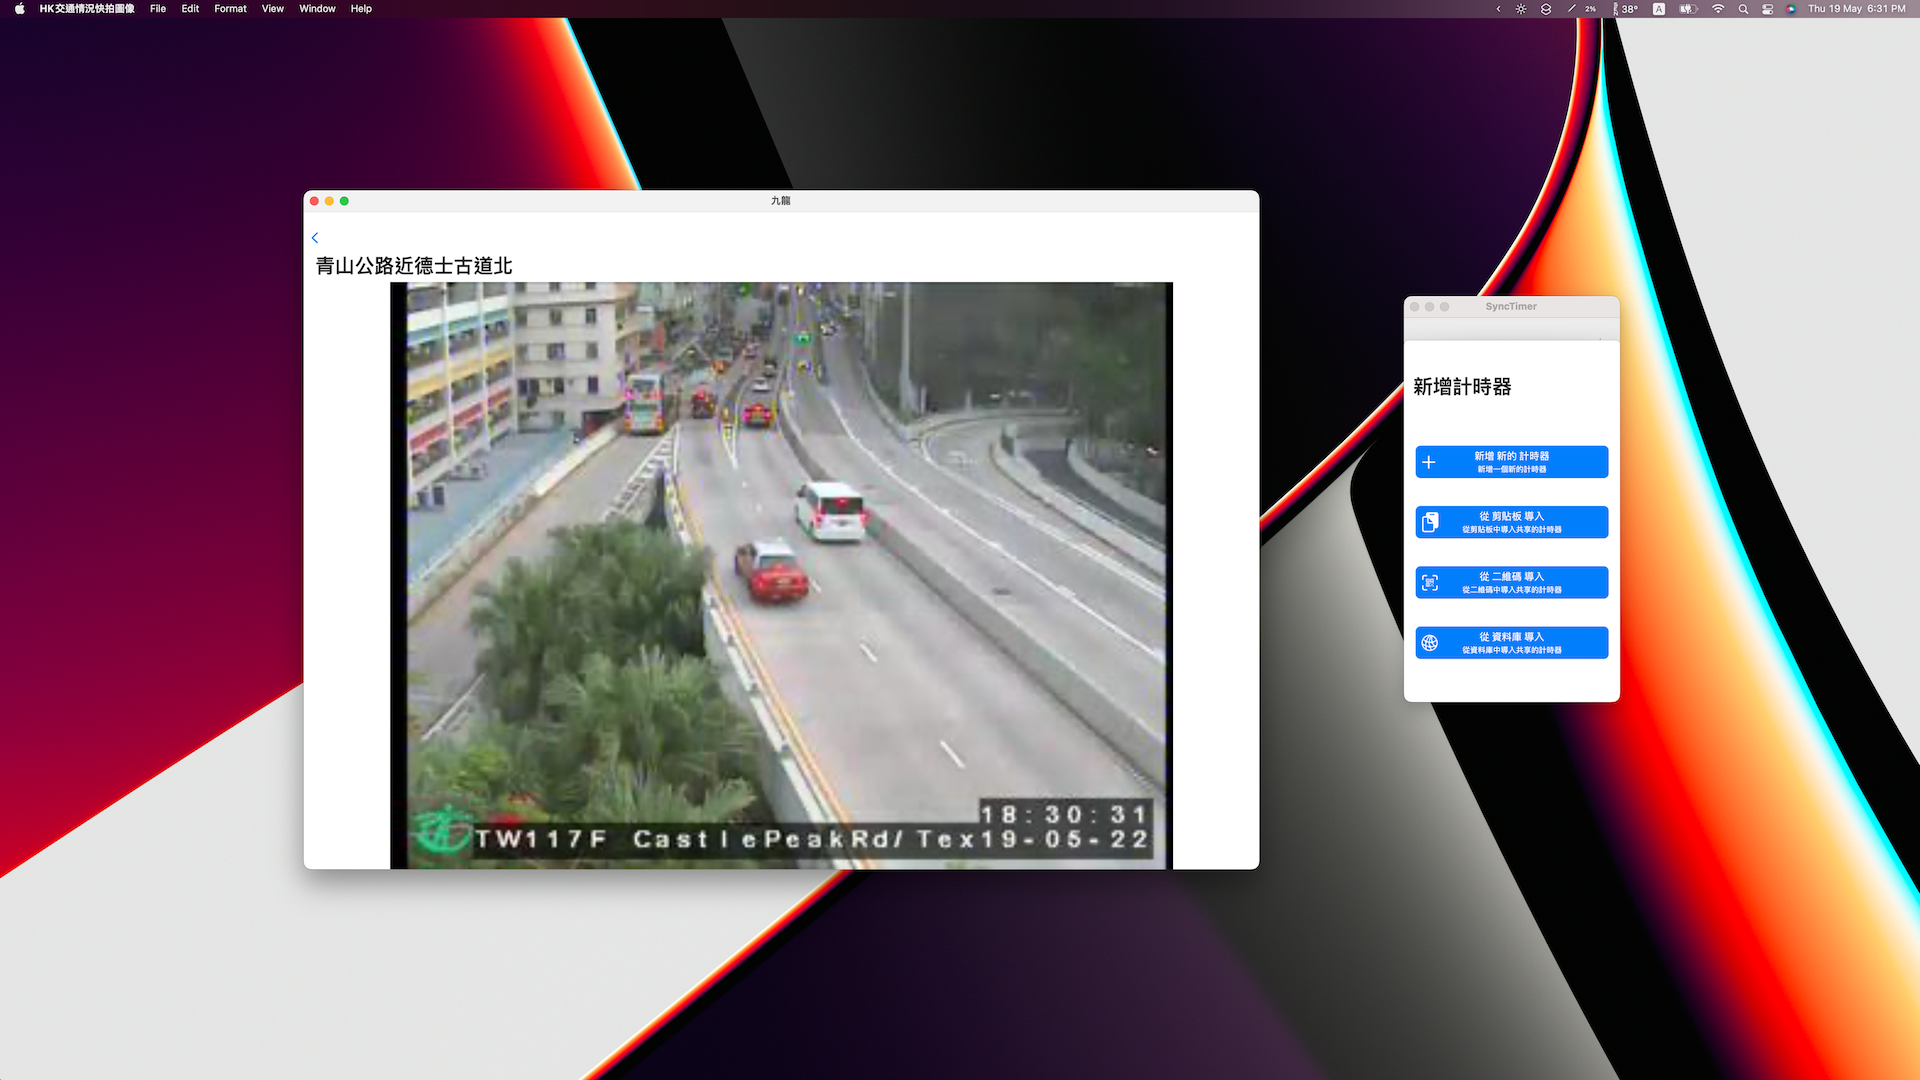 HK交通情況快拍圖像 File Edit Format View Window Help
2% 38° A Thu 19 May 6:31 PM
九龍
青山公路近德士古道北
18:30:31
TW117F CastlePeakRd/Tex19-05-22
SyncTimer
新增計時器
新增 新的 計時器
新增一個新的計時器
從 剪貼板 導入
從剪貼板中導入共享的計時器
從 二維碼 導入
從二維碼中導入共享的計時器
從 資料庫 導入
從資料庫中導入共享的計時器